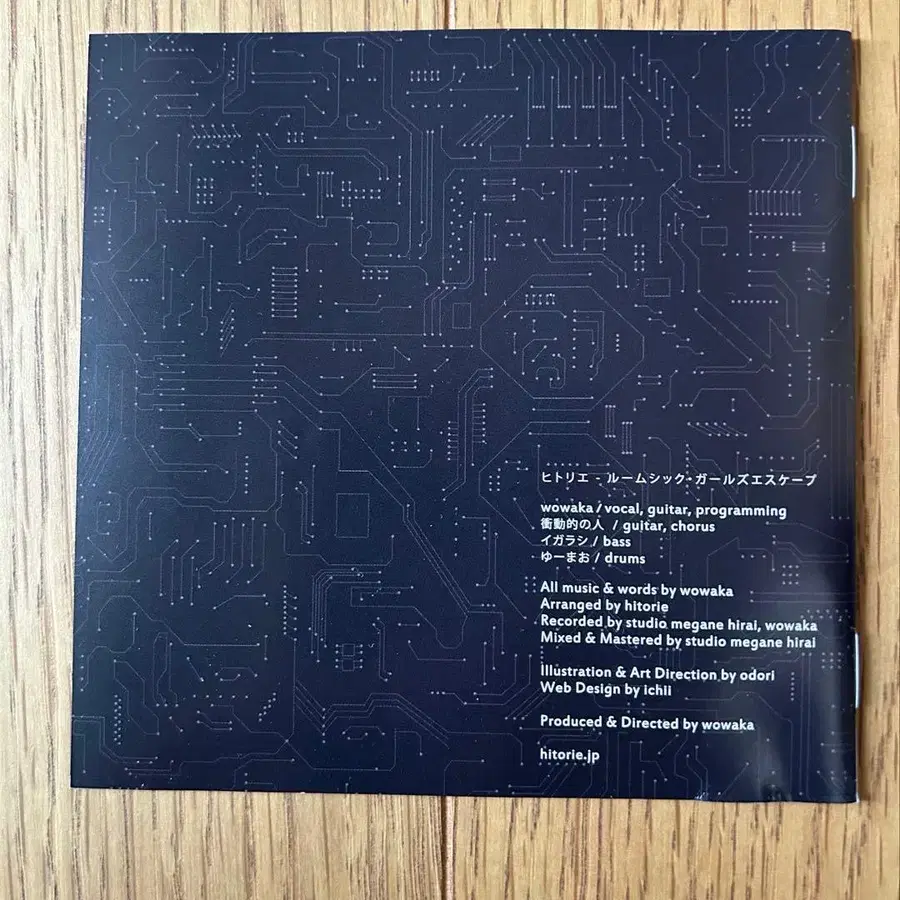 ヒトリエ - ルームシック・ガールズエスケープ
wowaka / vocal, guitar, programming
衝動的の人 / guitar, chorus
イガラシ / bass
ゆーまお / drums
All music & words by wowaka
Arranged by hitorie
Recorded by studio megane hirai, wowaka
Mixed & Mastered by studio megane hirai
Illustration & Art Direction by odori
Web Design by ichii
Produced & Directed by wowaka
hitorie.jp